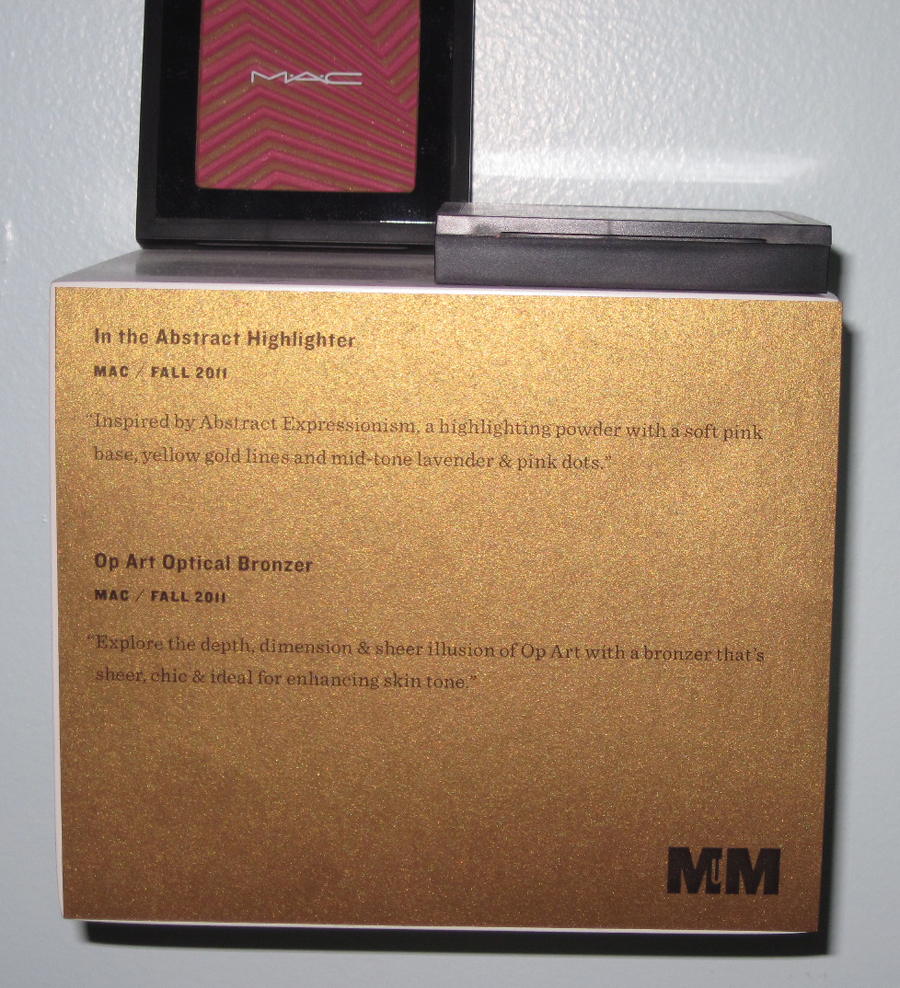 MAC
In the Abstract Highlighter
MAC / FALL 2011
“Inspired by Abstract Expressionism, a highlighting powder with a soft pink
base, yellow gold lines and mid-tone lavender & pink dots.”
Op Art Optical Bronzer
MAC / FALL 2011
“Explore the depth, dimension & sheer illusion of Op Art with a bronzer that's
sheer, chic & ideal for enhancing skin tone.”
MUM